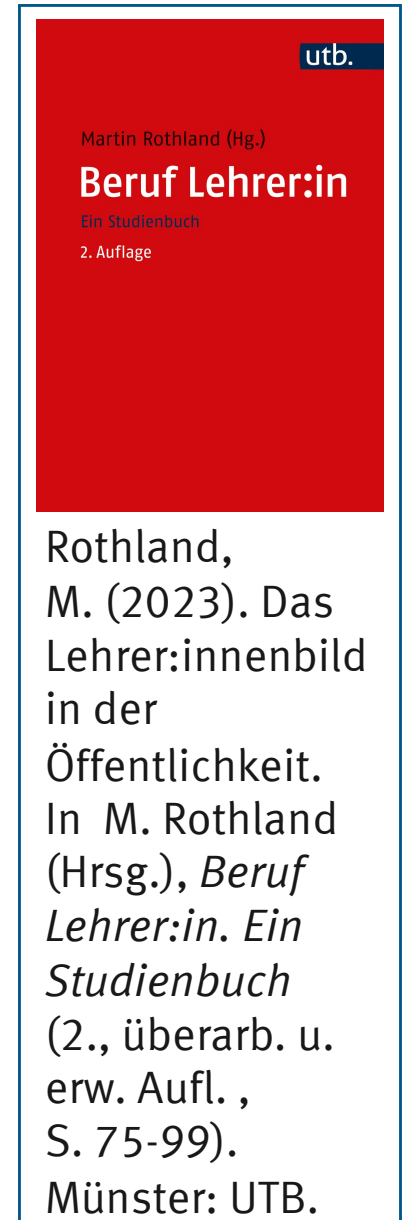 utb.
Martin Rothland (Hg.)
Beruf Lehrer:in
Ein Studienbuch
2. Auflage
Rothland,
M. (2023). Das
Lehrer:innenbild
in der
Öffentlichkeit.
In M. Rothland
(Hrsg.), Beruf
Lehrer:in. Ein
Studienbuch
(2., überarb. u.
erw. Aufl. ,
S. 75-99).
Münster: UTB.